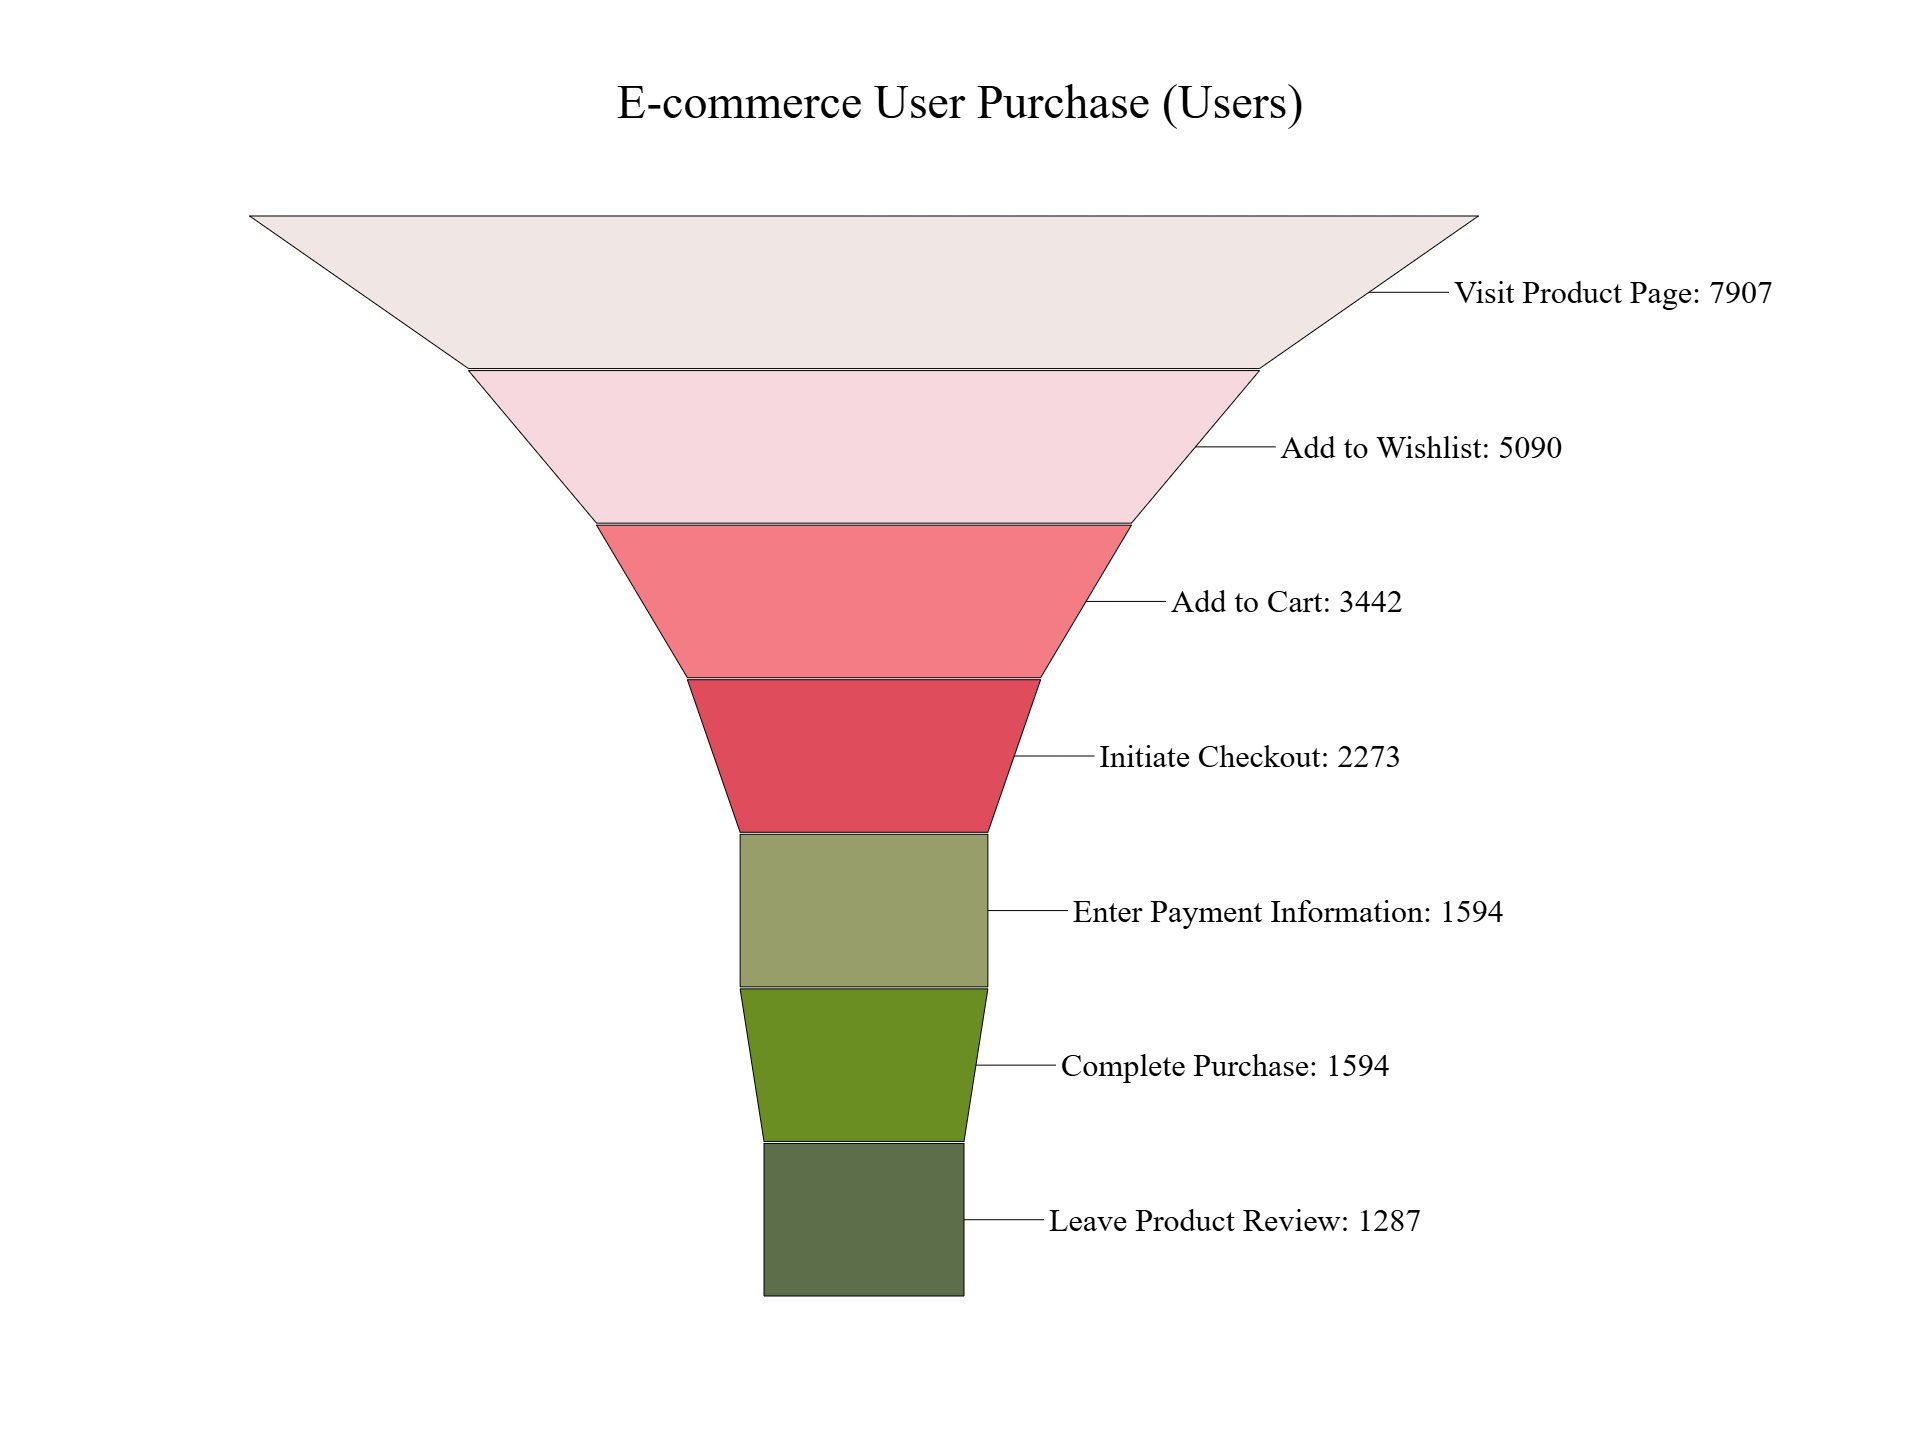 E-commerce User Purchase (Users)
Visit Product Page: 7907
Add to Wishlist: 5090
Add to Cart: 3442
Initiate Checkout: 2273
Enter Payment Information: 1594
Complete Purchase: 1594
Leave Product Review: 1287